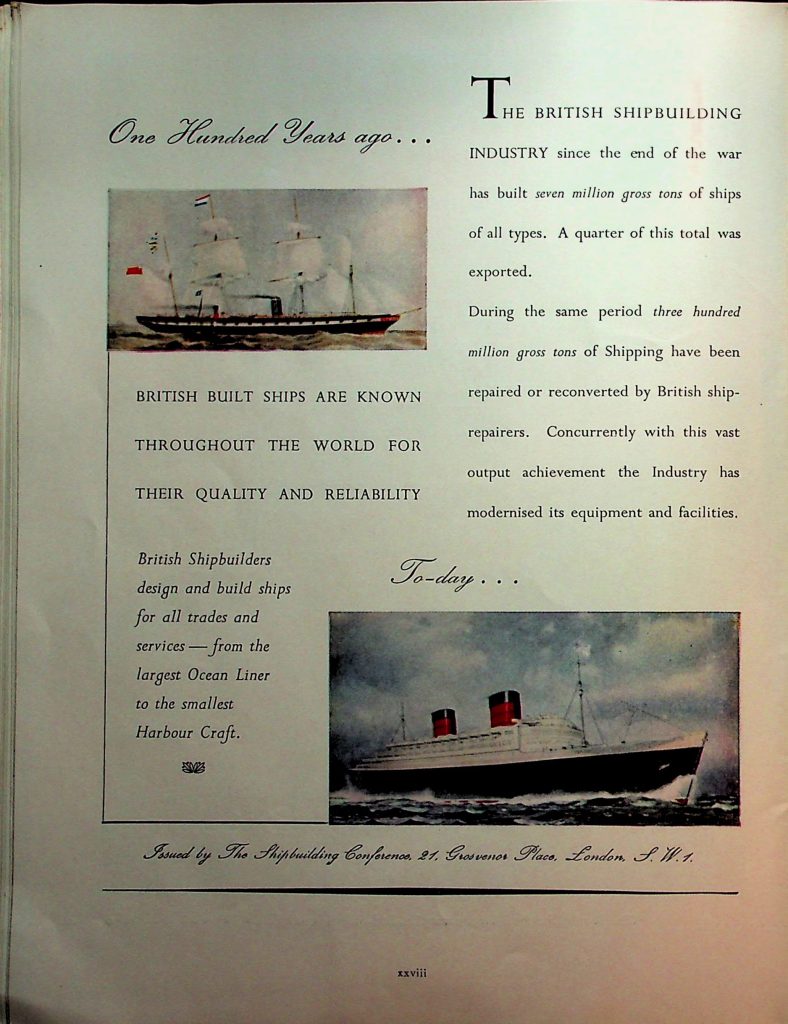 One Hundred Years ago...
BRITISH BUILT SHIPS ARE KNOWN
THROUGHOUT THE WORLD FOR
THEIR QUALITY AND RELIABILITY
British Shipbuilders
design and build ships
for all trades and
services — from the
largest Ocean Liner
to the smallest
Harbour Craft.
THE BRITISH SHIPBUILDING
INDUSTRY since the end of the war
has built seven million gross tons of ships
of all types. A quarter of this total was
exported.
During the same period three hundred
million gross tons of Shipping have been
repaired or reconverted by British ship-
repairers. Concurrently with this vast
output achievement the Industry has
modernised its equipment and facilities.
To-day...
Issued by The Shipbuilding Conference, 21, Grosvenor Place, London, S.W.1.
xxviii